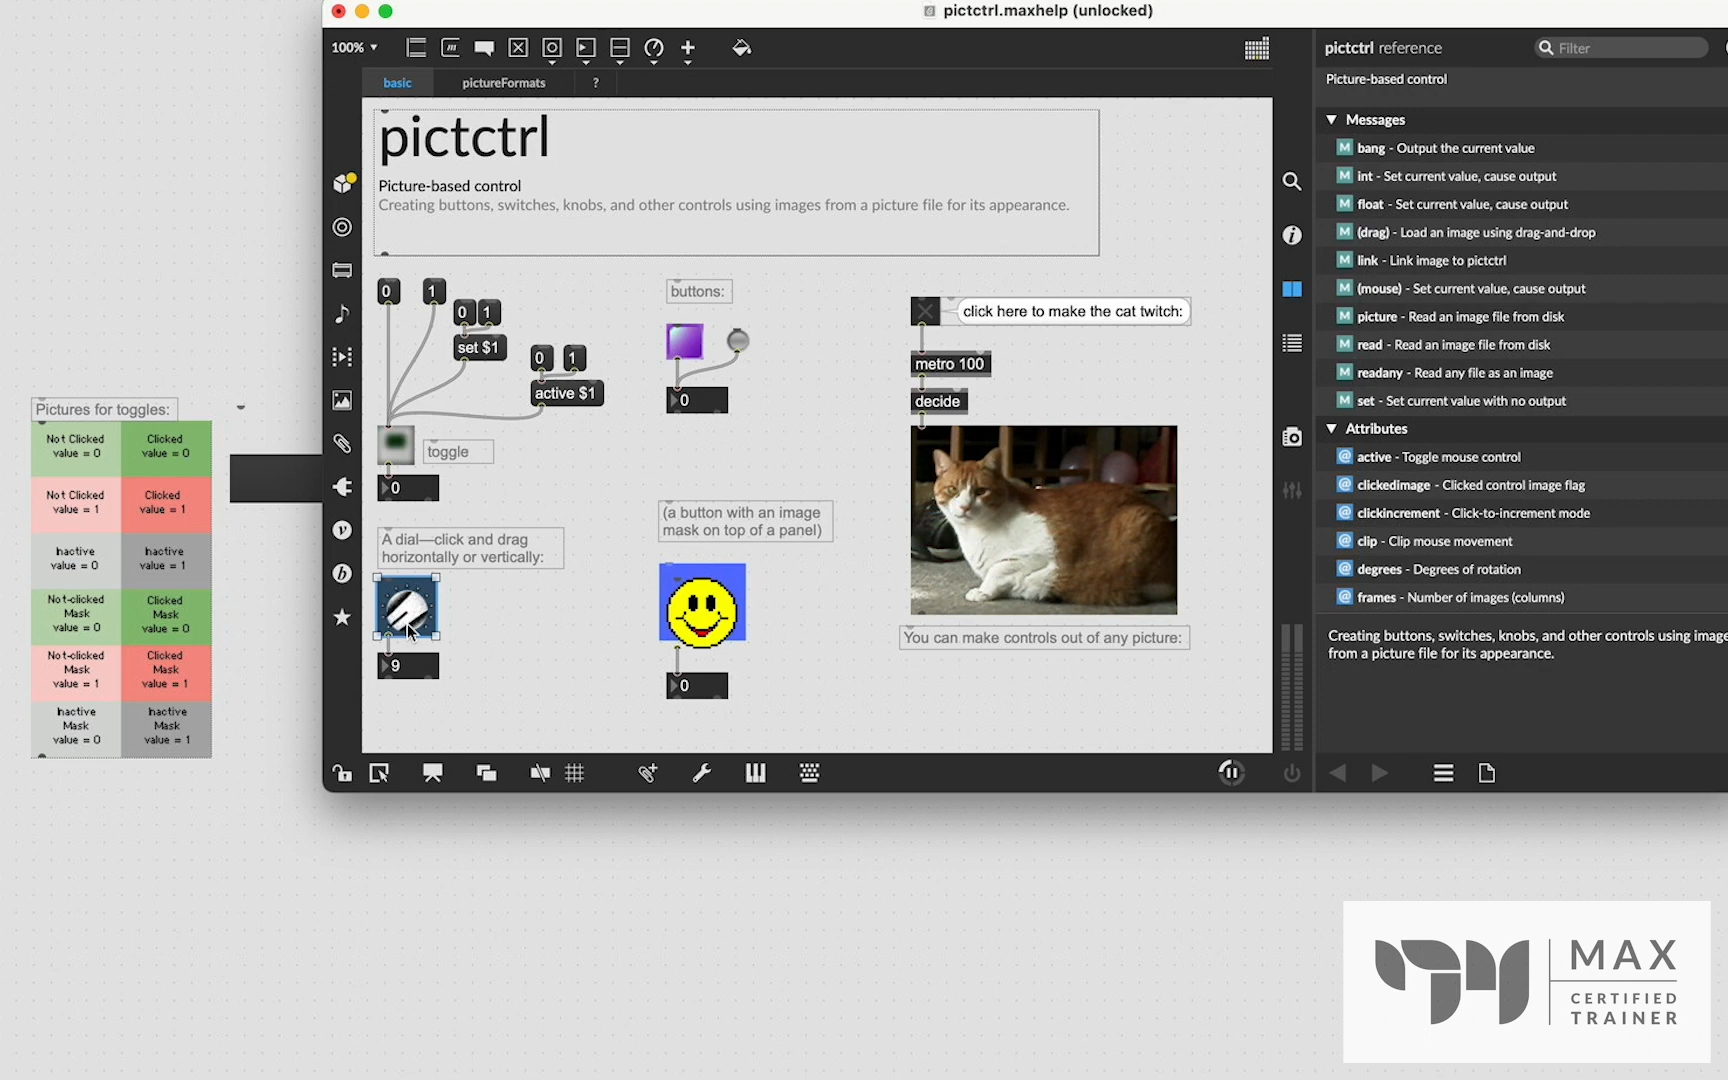 pictctrl.maxhelp (unlocked)
100%
basic
pictureFormats
?
pictctrl
Picture-based control
Creating buttons, switches, knobs, and other controls using images from a picture file for its appearance.
0
1
0
1
set $1
0
1
active $1
toggle
0
A dial—click and drag
horizontally or vertically:
9
buttons:
0
(a button with an image
mask on top of a panel)
0
click here to make the cat twitch:
metro 100
decide
You can make controls out of any picture:
Pictures for toggles:
Not Clicked
value = 0
Clicked
value = 0
Not Clicked
value = 1
Clicked
value = 1
Inactive
value = 0
Inactive
value = 1
Not-clicked
Mask
value = 0
Clicked
Mask
value = 0
Not-clicked
Mask
value = 1
Clicked
Mask
value = 1
Inactive
Mask
value = 0
Inactive
Mask
value = 1
pictctrl reference
Filter
Picture-based control
Messages
M bang - Output the current value
M int - Set current value, cause output
M float - Set current value, cause output
M (drag) - Load an image using drag-and-drop
M link - Link image to pictctrl
M (mouse) - Set current value, cause output
M picture - Read an image file from disk
M read - Read an image file from disk
M readany - Read any file as an image
M set - Set current value with no output
Attributes
@ active - Toggle mouse control
@ clickedimage - Clicked control image flag
@ clickincrement - Click-to-increment mode
@ clip - Clip mouse movement
@ degrees - Degrees of rotation
@ frames - Number of images (columns)
Creating buttons, switches, knobs, and other controls using image
from a picture file for its appearance.
MAX
CERTIFIED
TRAINER